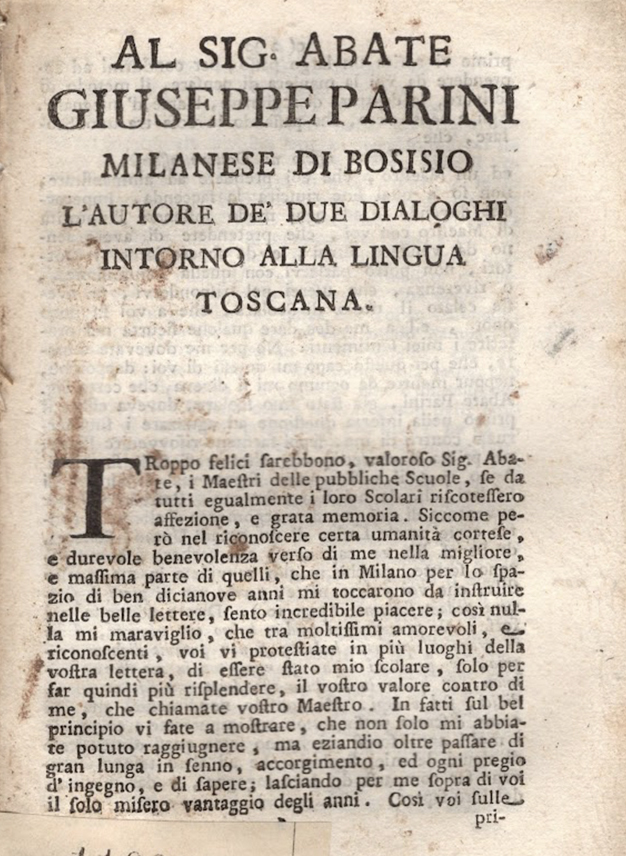 AL SIG. ABATE
GIUSEPPE PARINI
MILANESE DI BOSISIO
L'AUTORE DE' DUE DIALOGHI
INTORNO ALLA LINGUA
TOSCANA.
TRoppo felici ſarebbono, valoroſo Sig. Aba-
te, i Maeſtri delle pubbliche Scuole, ſe da
tutti egualmente i loro Scolari riſcoteſſero
affezione, e grata memoria. Siccome pe-
rò nel riconoſcere certa umanità corteſe,
e durevole benevolenza verſo di me nella migliore,
e maſſima parte di quelli, che in Milano per lo ſpa-
zio di ben dicianove anni mi toccarono da inſtruire
nelle belle lettere, ſento incredibile piacere; così nul-
la mi maraviglio, che tra moltiſſimi amorevoli, e
riconoſcenti, voi vi proteſtiate in più luoghi della
voſtra lettera, di eſſere ſtato mio ſcolare, ſolo per
far quindi più riſplendere, il voſtro valore contro di
me, che chiamate voſtro Maeſtro. In fatti ſul bel
principio vi fate a moſtrare, che non ſolo mi abbia-
te potuto raggiugnere, ma eziandio oltre paſſare di
gran lunga in ſenno, accorgimento, ed ogni pregio
d'ingegno, e di ſapere; laſciando per me ſopra di voi
il ſolo miſero vantaggio degli anni. Così voi ſulle
pri-